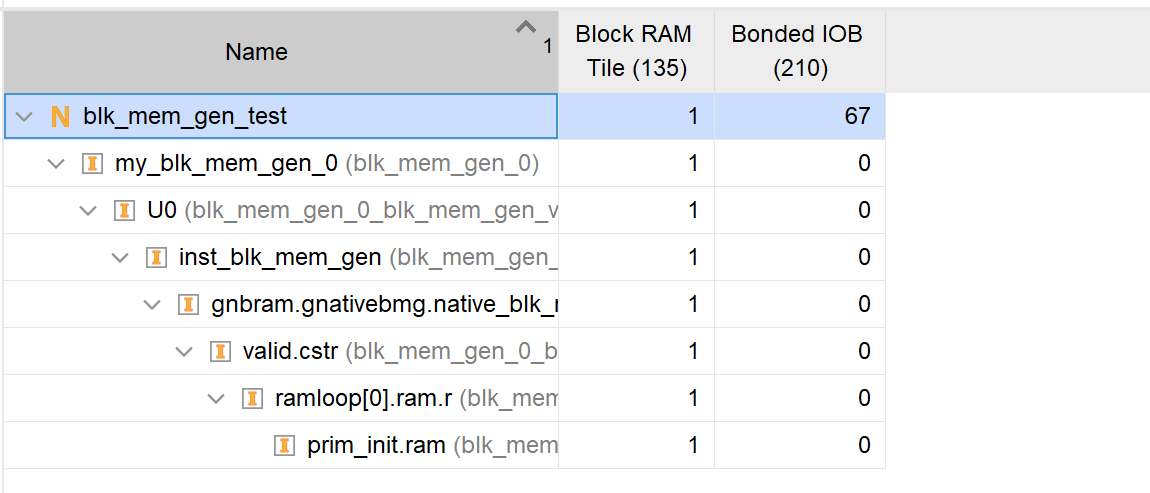 Name
1
Block RAM
Tile (135)
Bonded IOB
(210)
N blk_mem_gen_test 1 67
I my_blk_mem_gen_0 (blk_mem_gen_0) 1 0
I U0 (blk_mem_gen_0_blk_mem_gen_v 1 0
I inst_blk_mem_gen (blk_mem_gen_ 1 0
I gnbram.gnativebmg.native_blk_ 1 0
I valid.cstr (blk_mem_gen_0_b 1 0
I ramloop[0].ram.r (blk_mem 1 0
I prim_init.ram (blk_mem 1 0